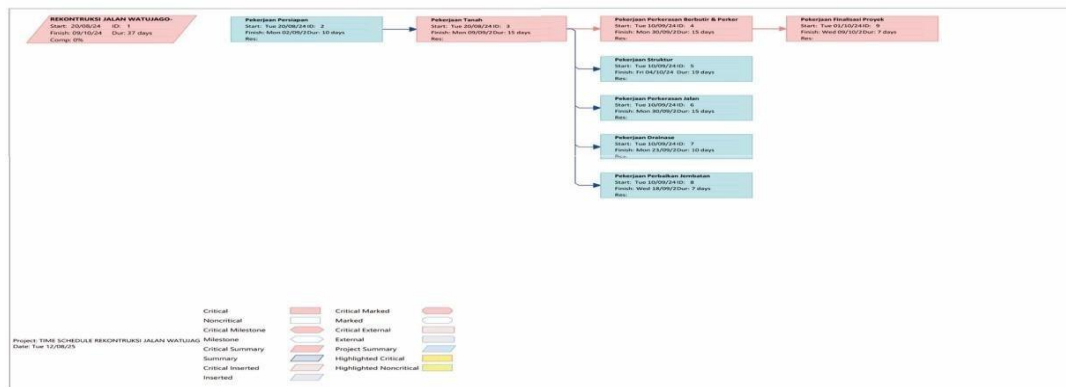 REKONTRUKSI JALAN WATUJAGO-
Start: 20/08/24 ID: 1
Finish: 09/10/24 Dur: 37 days
Comp: 0%
Pekerjaan Persiapan
Start: Tue 20/08/24 ID: 2
Finish: Mon 02/09/2 Dur: 10 days
Res:
Pekerjaan Tanah
Start: Tue 20/08/24 ID: 3
Finish: Mon 09/09/2 Dur: 15 days
Res:
Pekerjaan Perkerasan Berbutir & Perker
Start: Tue 10/09/24 ID: 4
Finish: Mon 30/09/2 Dur: 15 days
Res:
Pekerjaan Finalisasi Proyek
Start: Tue 01/10/24 ID: 9
Finish: Wed 09/10/2 Dur: 7 days
Res:
Pekerjaan Struktur
Start: Tue 10/09/24 ID: 5
Finish: Fri 04/10/24 Dur: 19 days
Res:
Pekerjaan Perkerasan Jalan
Start: Tue 10/09/24 ID: 6
Finish: Mon 30/09/2 Dur: 15 days
Res:
Pekerjaan Drainase
Start: Tue 10/09/24 ID: 7
Finish: Mon 23/09/2 Dur: 10 days
Pekerjaan Perbaikan Jembatan
Start: Tue 10/09/24 ID: 8
Finish: Wed 18/09/2 Dur: 7 days
Res:
Project: TIME SCHEDULE REKONTRUKSI JALAN WATUJAG
Date: Tue 12/08/25
Critical
Noncritical
Critical Milestone
Milestone
Critical Summary
Summary
Critical Inserted
Inserted
Critical Marked
Marked
Critical External
External
Project Summary
Highlighted Critical
Highlighted Noncritical